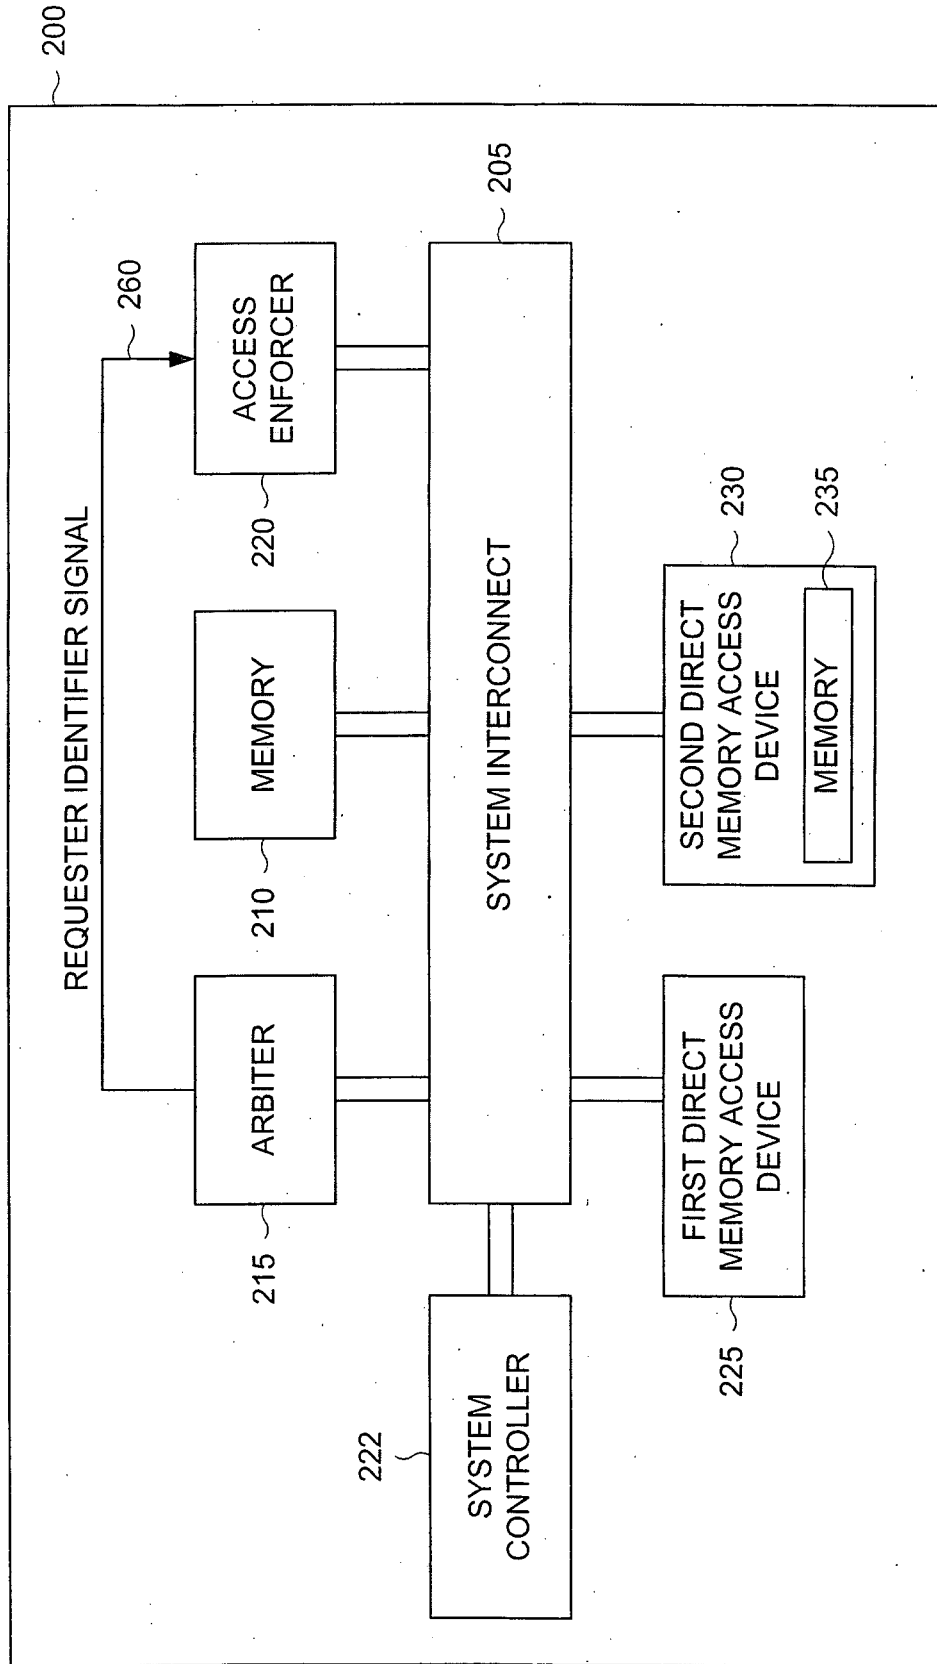 200
REQUESTER IDENTIFIER SIGNAL
260
ARBITER
215
MEMORY
210
ACCESS
ENFORCER
220
SYSTEM INTERCONNECT
205
SYSTEM
CONTROLLER
222
FIRST DIRECT
MEMORY ACCESS
DEVICE
225
SECOND DIRECT
MEMORY ACCESS
DEVICE
230
MEMORY
235